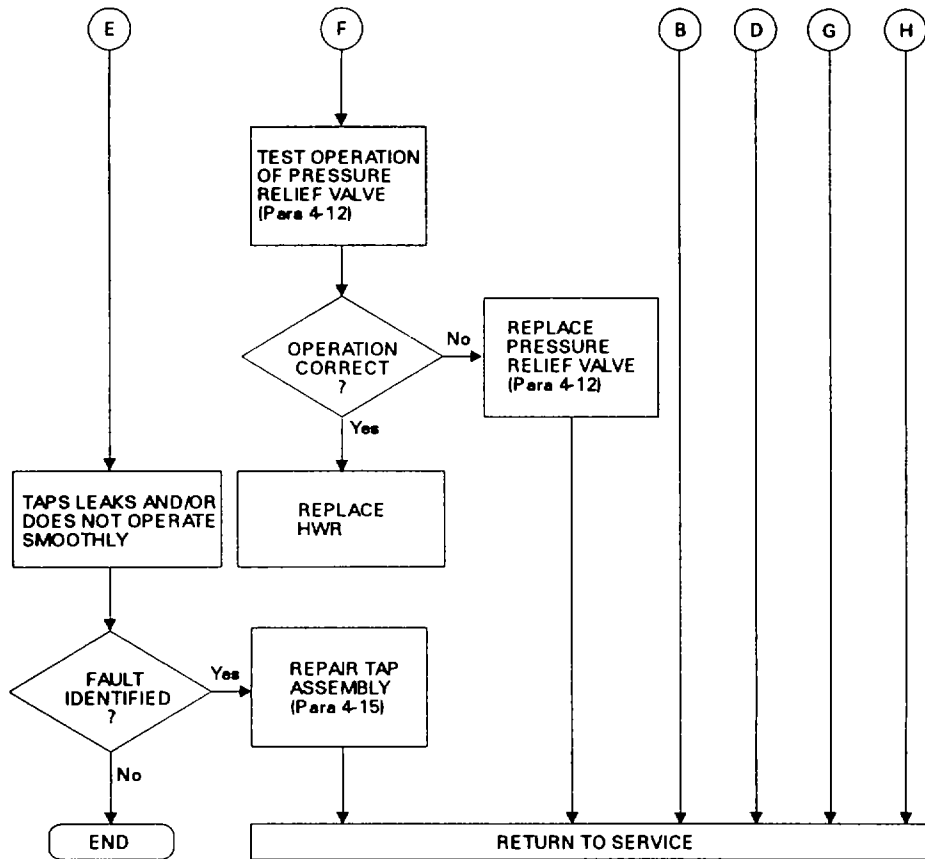 E
F
B
D
G
H
TEST OPERATION
OF PRESSURE
RELIEF VALVE
(Para 4-12)
OPERATION
CORRECT
?
No
REPLACE
PRESSURE
RELIEF VALVE
(Para 4-12)
Yes
TAPS LEAKS AND/OR
DOES NOT OPERATE
SMOOTHLY
REPLACE
HWR
FAULT
IDENTIFIED
?
Yes
REPAIR TAP
ASSEMBLY
(Para 4-15)
No
END
RETURN TO SERVICE